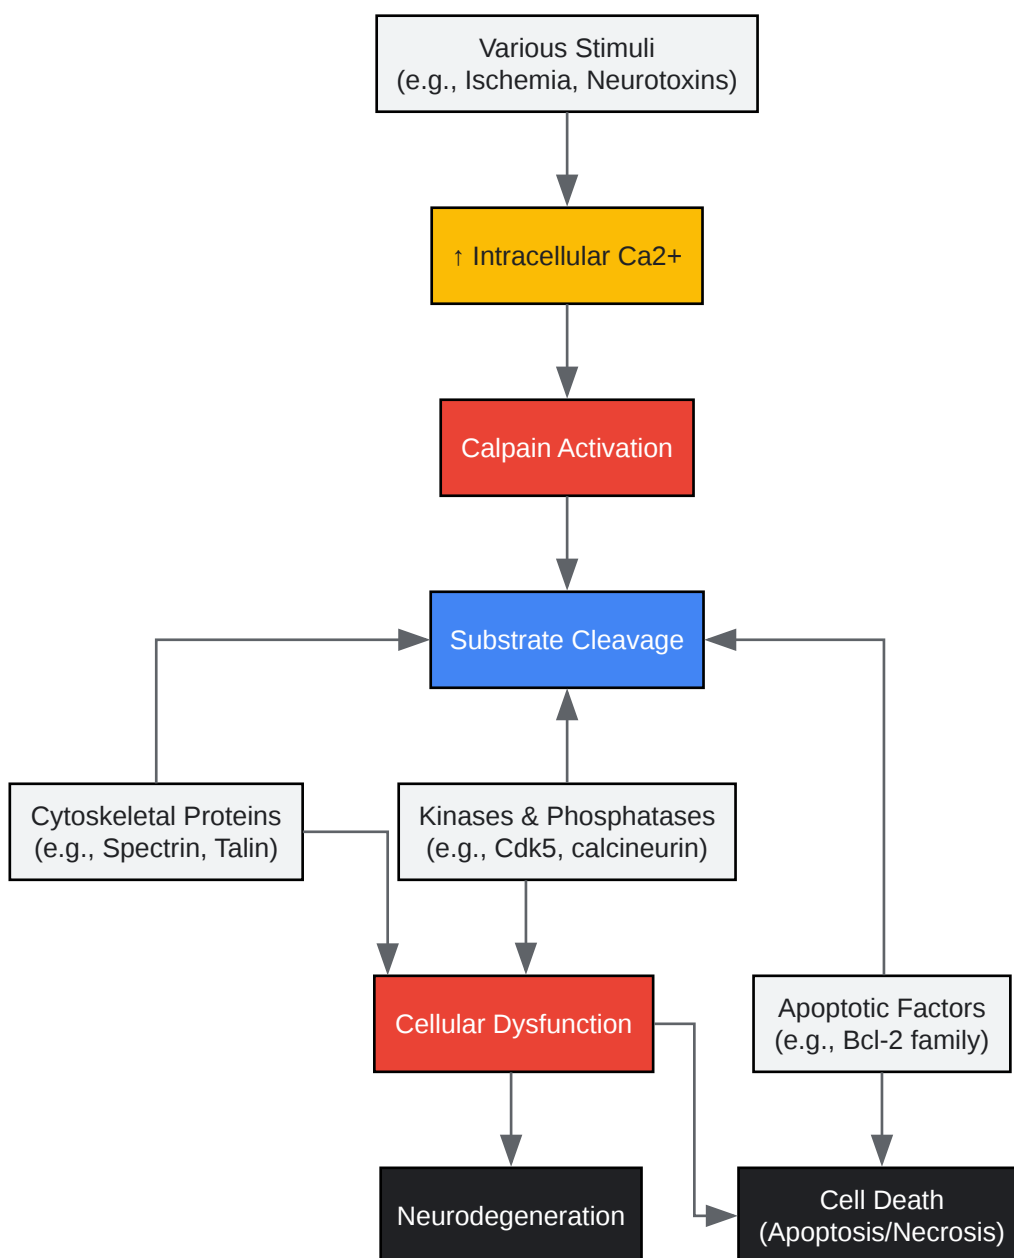 Various Stimuli
(e.g., Ischemia, Neurotoxins)
↑ Intracellular Ca2+
Calpain Activation
Substrate Cleavage
Cytoskeletal Proteins
(e.g., Spectrin, Talin)
Kinases & Phosphatases
(e.g., Cdk5, calcineurin)
Cellular Dysfunction
Apoptotic Factors
(e.g., Bcl-2 family)
Neurodegeneration
Cell Death
(Apoptosis/Necrosis)